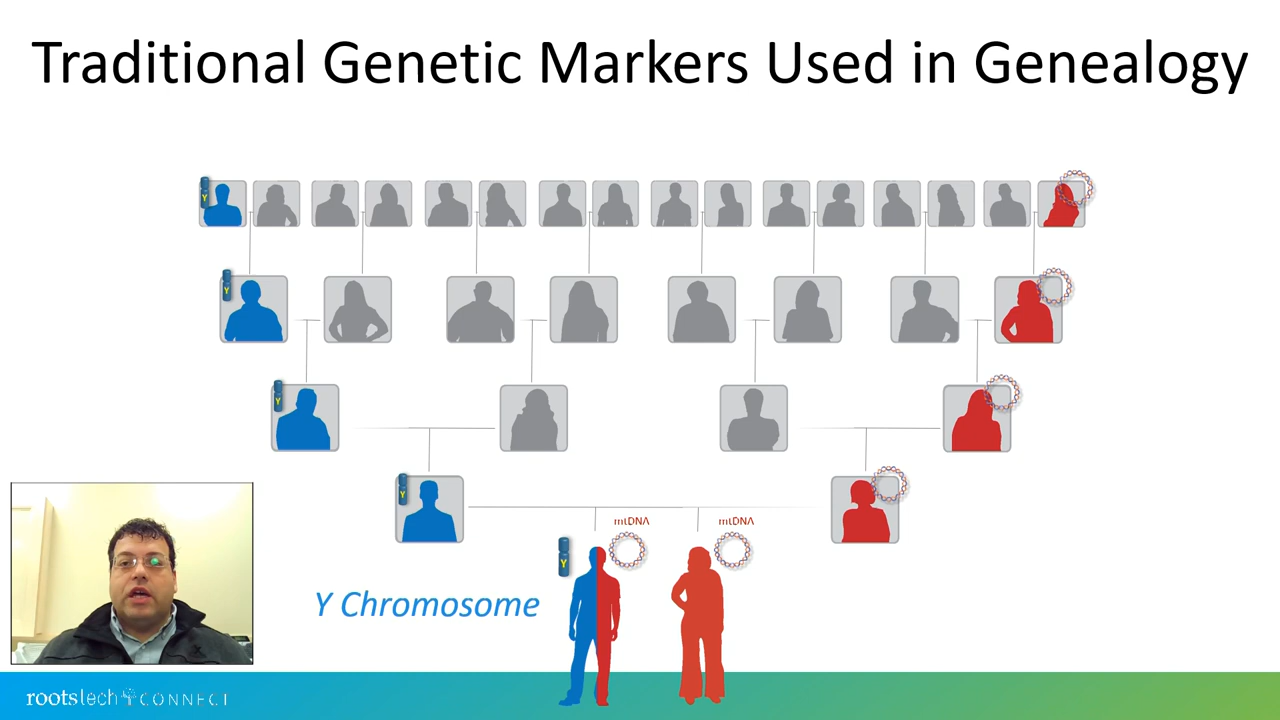 Traditional Genetic Markers Used in Genealogy
Y
Y
Y
Y
mtDNA
mtDNA
Y
Y Chromosome
rootstech CONNECT